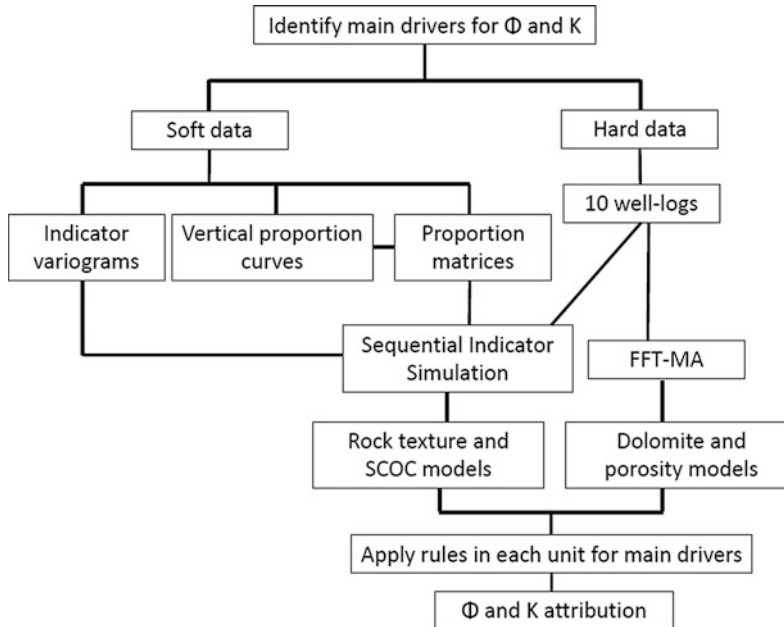 Identify main drivers for Φ and K
Soft data
Hard data
10 well-logs
Indicator
variograms
Vertical proportion
curves
Proportion
matrices
Sequential Indicator
Simulation
FFT-MA
Rock texture and
SCOC models
Dolomite and
porosity models
Apply rules in each unit for main drivers
Φ and K attribution